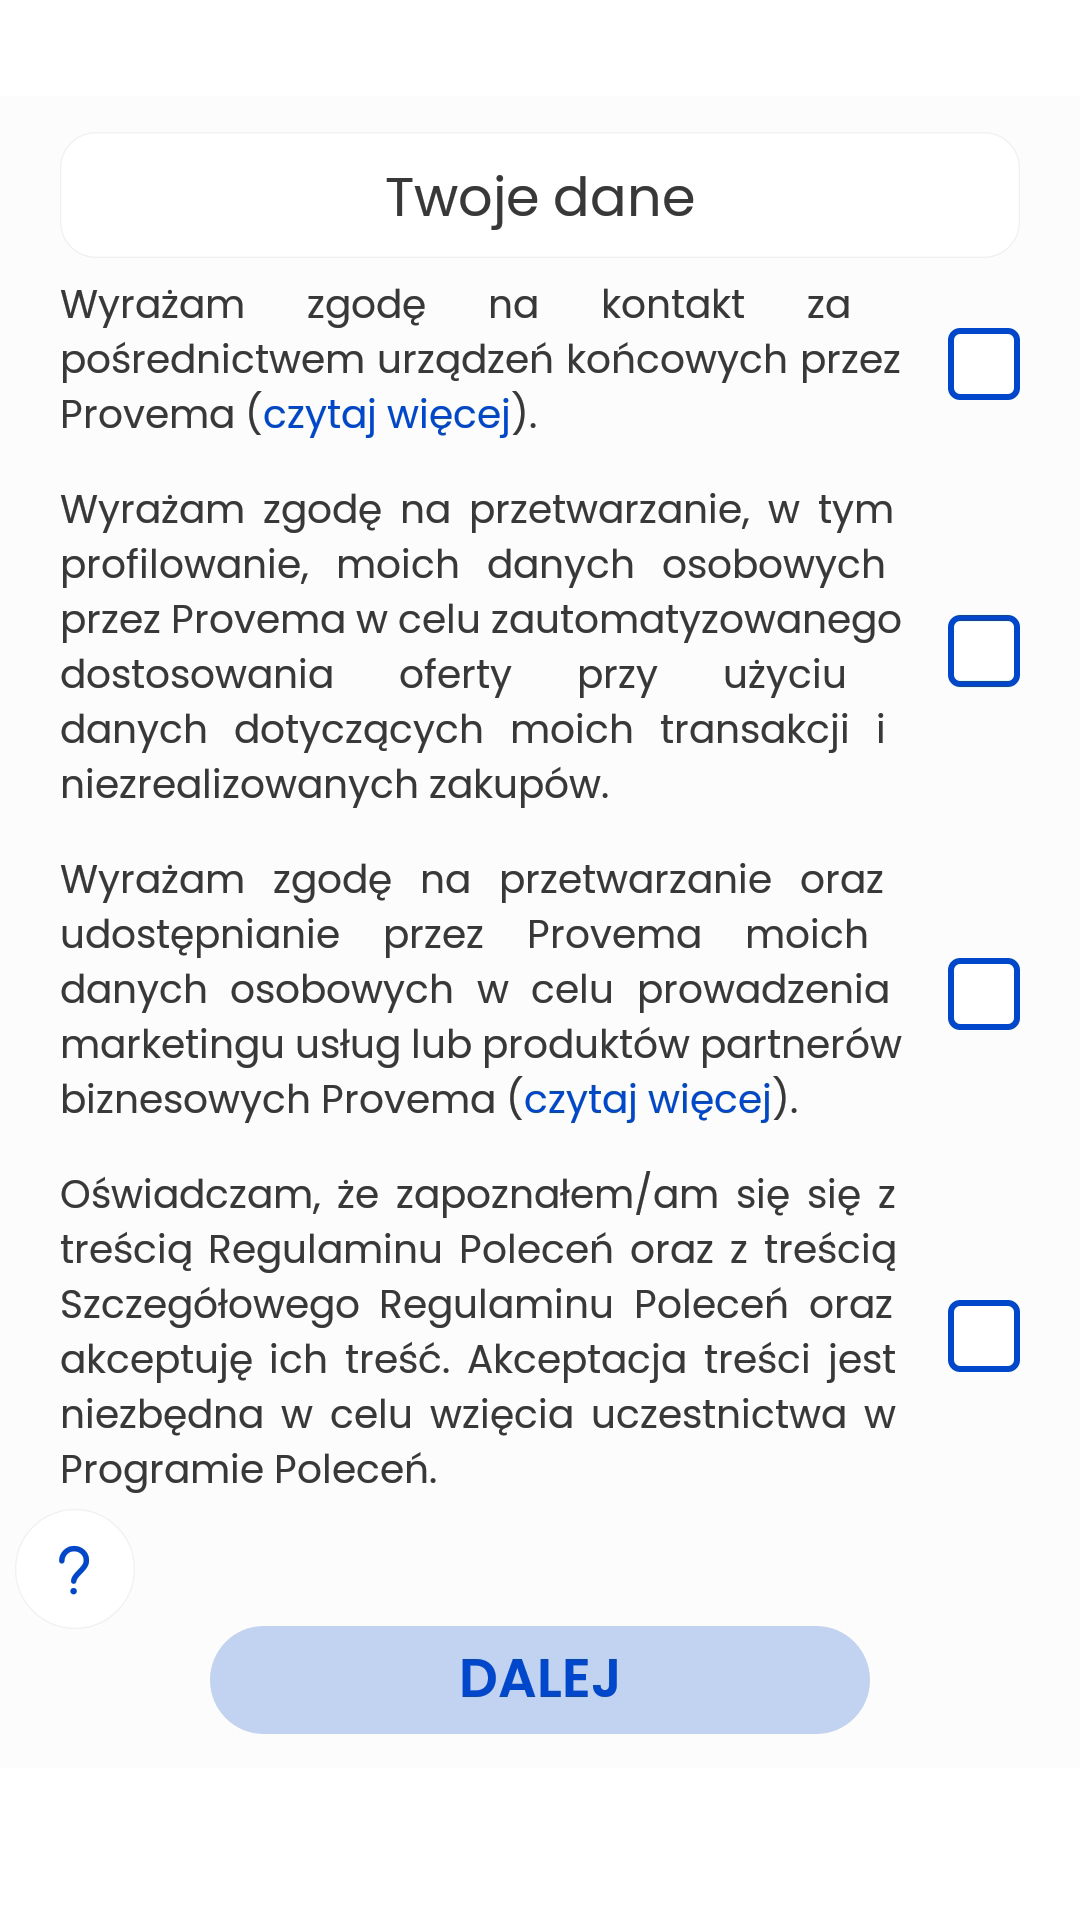 Twoje dane
Wyrażam zgodę na kontakt za
pośrednictwem urządzeń końcowych przez
Provema (czytaj więcej).
Wyrażam zgodę na przetwarzanie, w tym
profilowanie, moich danych osobowych
przez Provema w celu zautomatyzowanego
dostosowania oferty przy użyciu
danych dotyczących moich transakcji i
niezrealizowanych zakupów.
Wyrażam zgodę na przetwarzanie oraz
udostępnianie przez Provema moich
danych osobowych w celu prowadzenia
marketingu usług lub produktów partnerów
biznesowych Provema (czytaj więcej).
Oświadczam, że zapoznałem/am się się z
treścią Regulaminu Poleceń oraz z treścią
Szczegółowego Regulaminu Poleceń oraz
akceptuję ich treść. Akceptacja treści jest
niezbędna w celu wzięcia uczestnictwa w
Programie Poleceń.
?
DALEJ